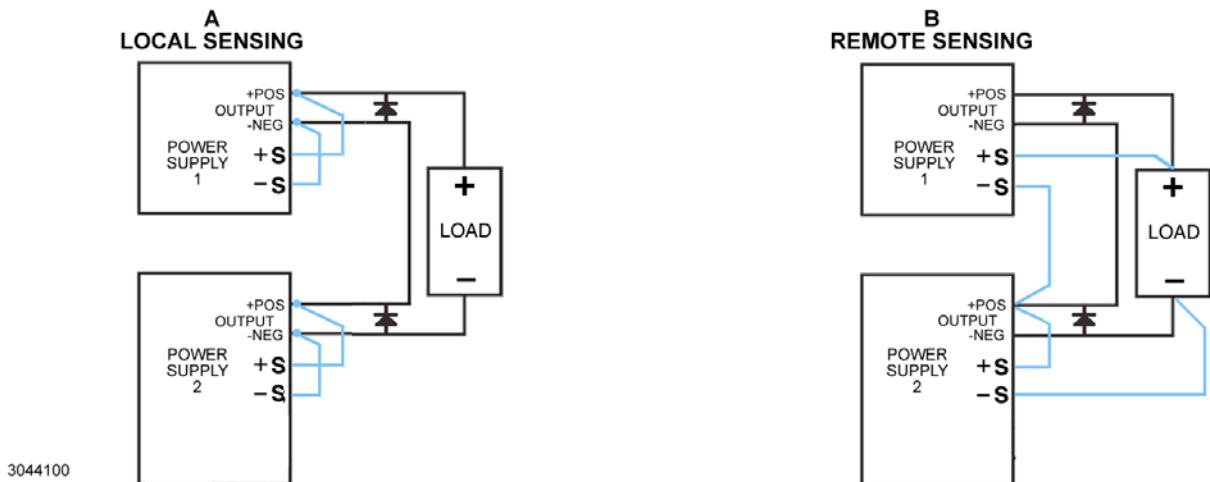 A
LOCAL SENSING
+POS
OUTPUT
-NEG
POWER
SUPPLY
1
+S
−S
+
LOAD
−
+POS
OUTPUT
-NEG
POWER
SUPPLY
2
+S
−S
B
REMOTE SENSING
+POS
OUTPUT
-NEG
POWER
SUPPLY
1
+S
−S
+
LOAD
−
+POS
OUTPUT
-NEG
POWER
SUPPLY
2
+S
−S
3044100